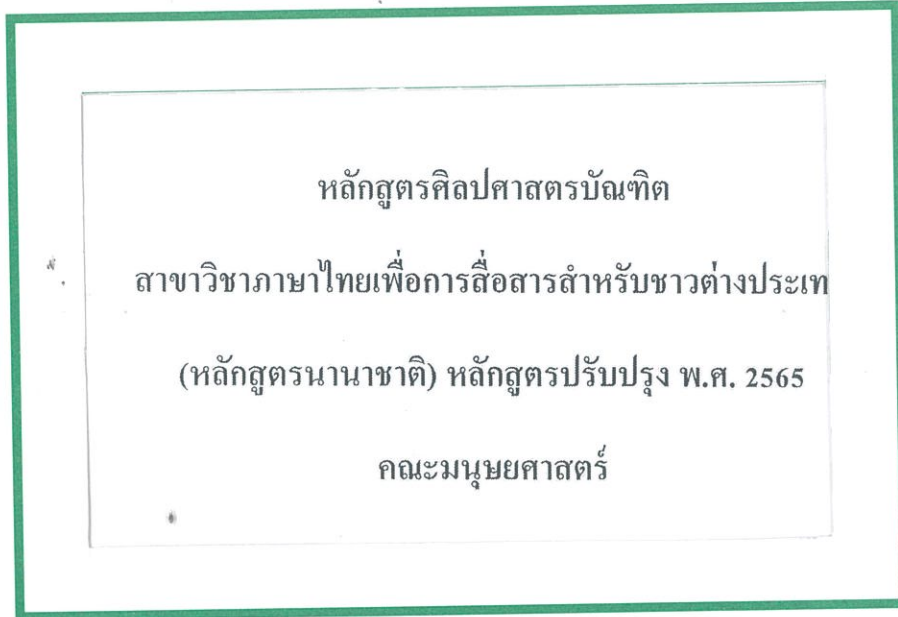 หลักสูตรศิลปศาสตรบัณฑิต
สาขาวิชาภาษาไทยเพื่อการสื่อสารสำหรับชาวต่างประเท
(หลักสูตรนานาชาติ) หลักสูตรปรับปรุง พ.ศ. 2565
คณะมนุษยศาสตร์